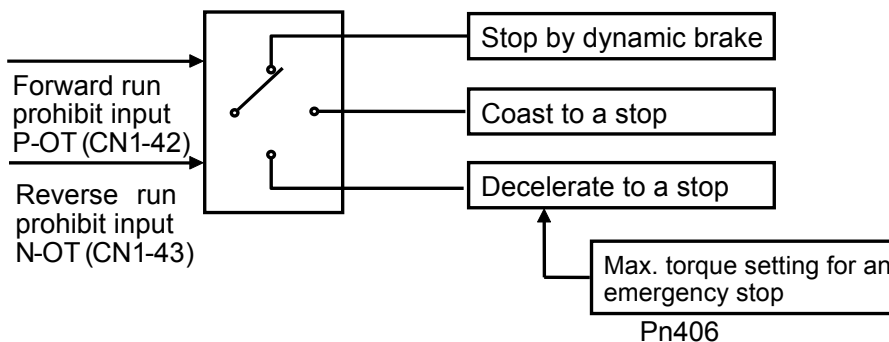 Stop by dynamic brake
Forward run
prohibit input
P-OT (CN1-42)
Coast to a stop
Reverse run
prohibit input
N-OT (CN1-43)
Decelerate to a stop
Max. torque setting for an
emergency stop
Pn406